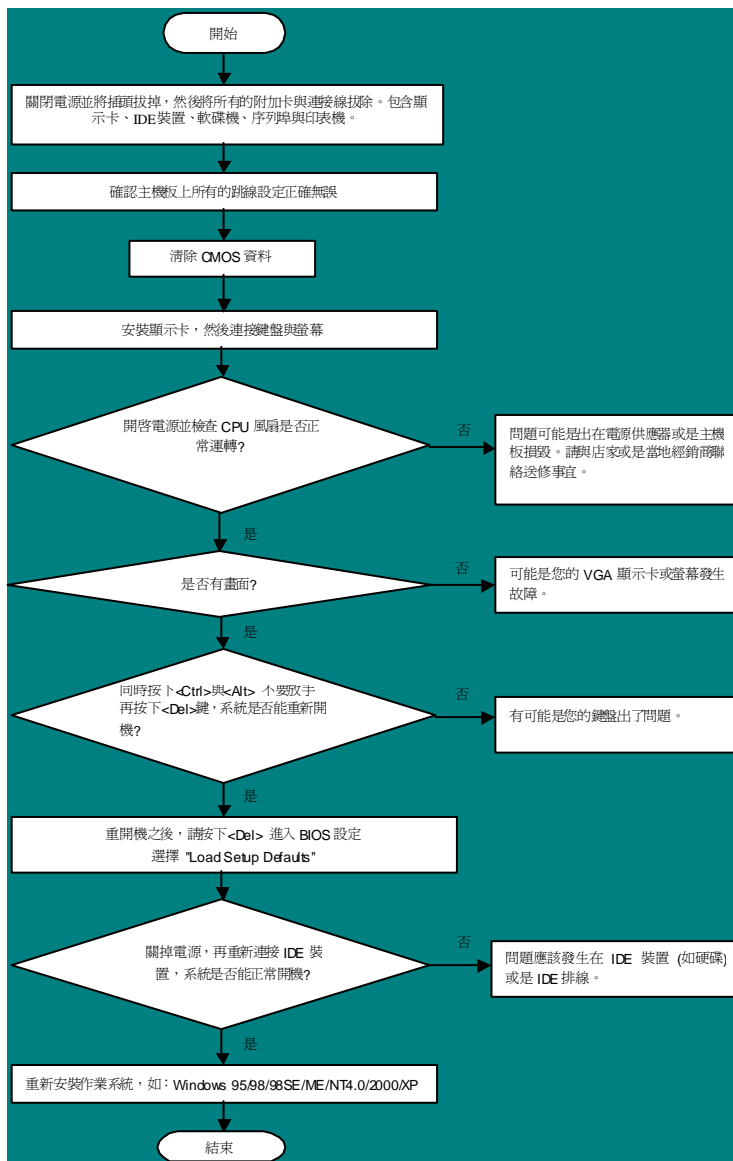 開始
關閉電源並將插頭拔掉，然後將所有的附加卡與連接線拔除。包含顯
示卡、IDE裝置、軟碟機、序列埠與印表機。
確認主機板上所有的跳線設定正確無誤
清除 CMOS 資料
安裝顯示卡，然後連接鍵盤與螢幕
開啓電源並檢查 CPU 風扇是否正
常運轉?
否
問題可能是出在電源供應器或是主機
板損毀。請與店家或是當地經銷商聯
絡送修事宜。
是
是否有畫面?
否
可能是您的 VGA 顯示卡或螢幕發生
故障。
是
同時按下<Ctrl>與<Alt> 不要放手
再按下<Del>鍵，系統是否能重新開
機?
否
有可能是您的鍵盤出了問題。
是
重開機之後，請按下<Del> 進入 BIOS 設定
選擇 "Load Setup Defaults"
關掉電源，再重新連接 IDE 裝
置，系統是否能正常開機?
否
問題應該發生在 IDE 裝置 (如硬碟)
或是 IDE 排線。
是
重新安裝作業系統，如：Windows 95/98/98SE/ME/NT4.0/2000/XP
結束